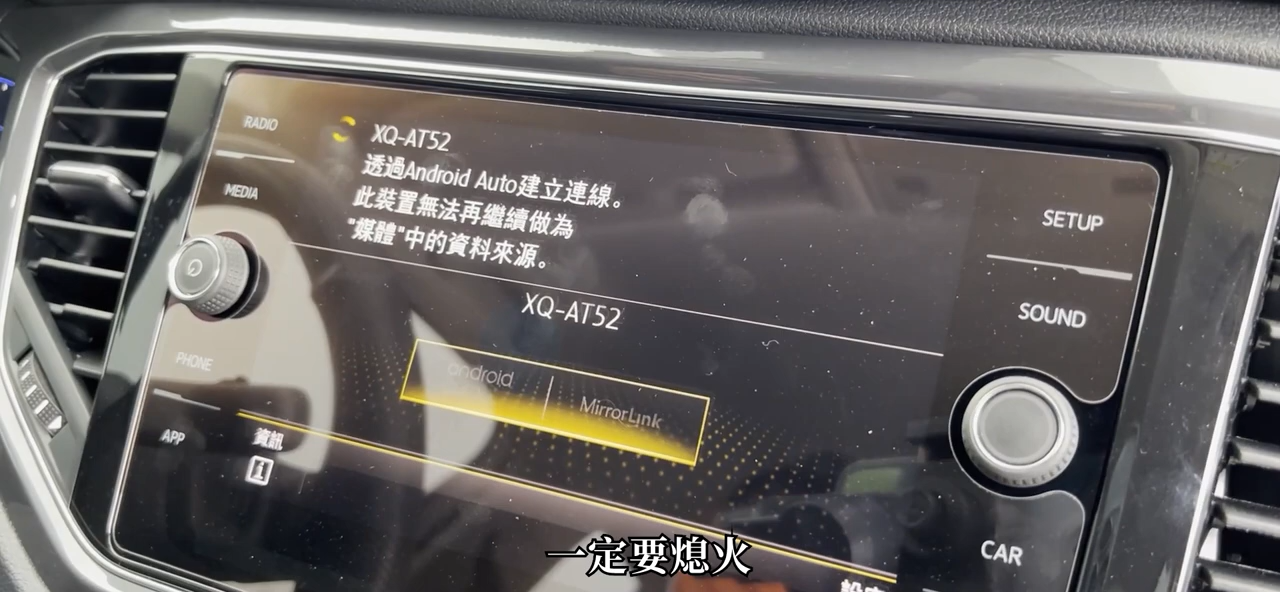 RADIO
MEDIA
PHONE
APP
XQ-AT52
透過Android Auto建立連線。
此裝置無法再繼續做為
"媒體"中的資料來源。
XQ-AT52
android
MirrorLink
資訊
設定
SETUP
SOUND
CAR
一定要熄火